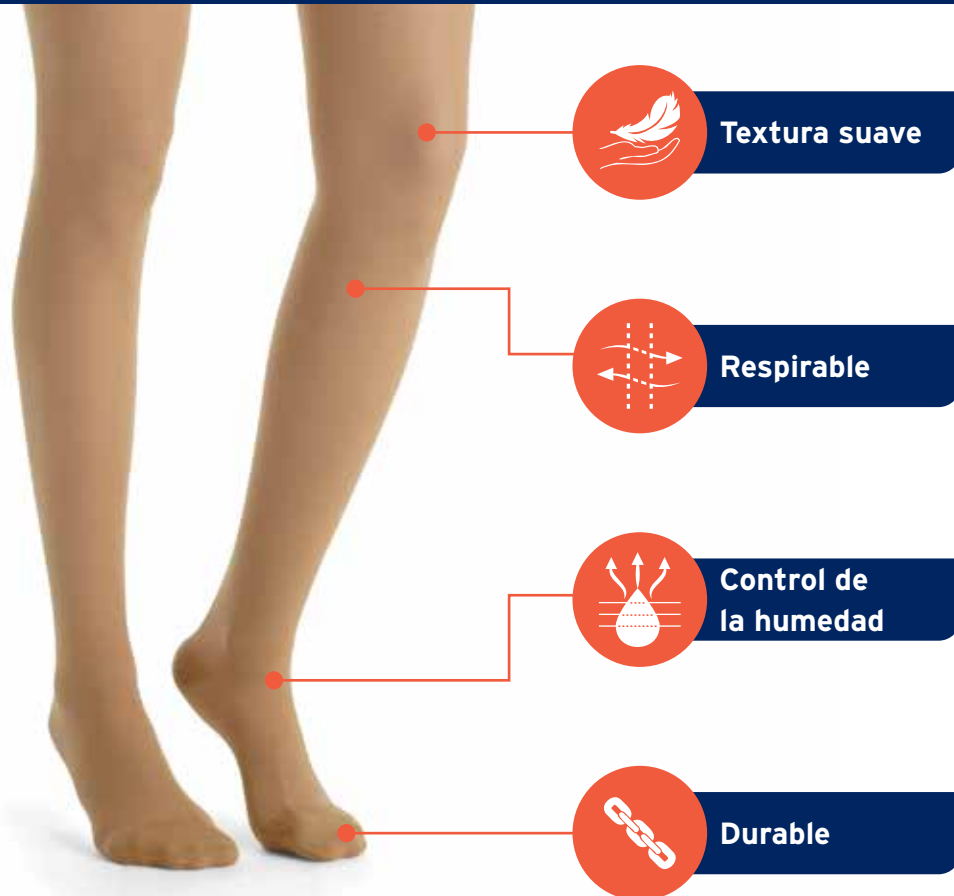 Textura suave
Respirable
Control de
la humedad
Durable